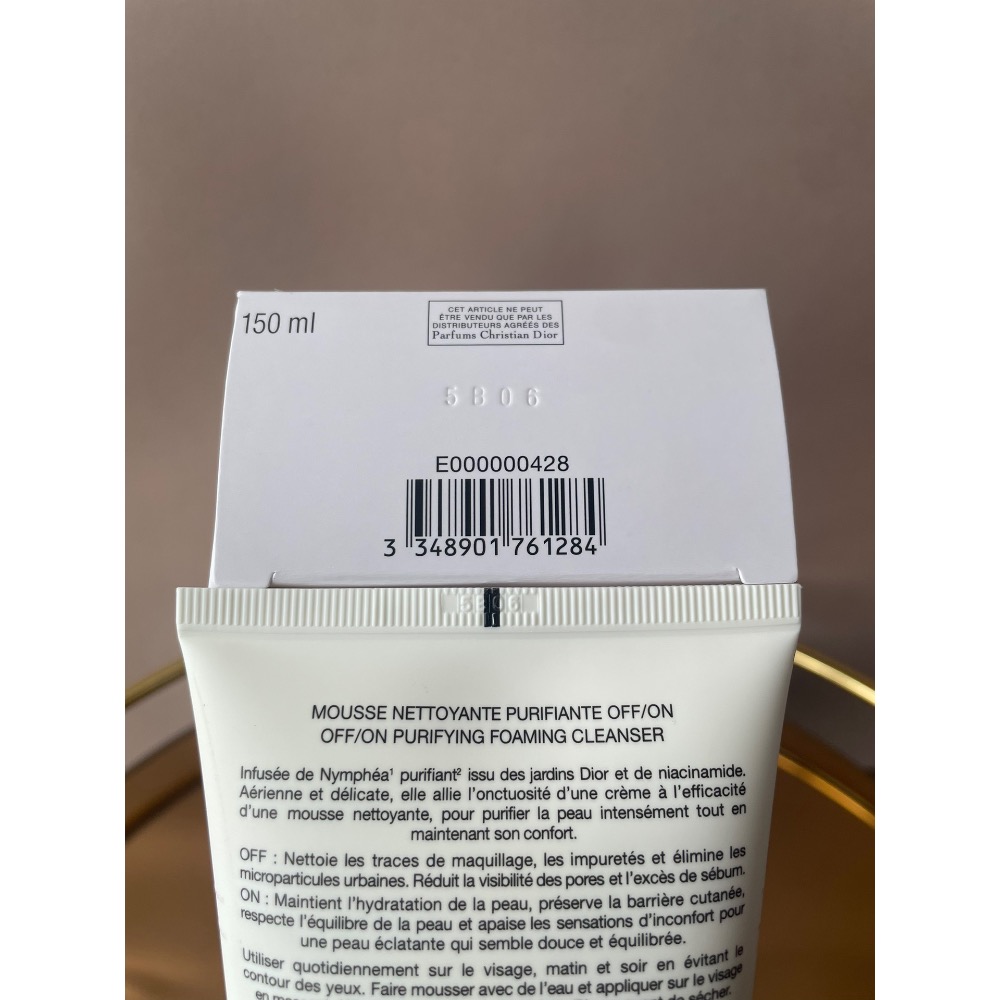 150 ml
CET ARTICLE NE PEUT
ÊTRE VENDU QUE PAR LES
DISTRIBUTEURS AGRÉÉS DES
Parfums Christian Dior
5B06
E000000428
3 348901 761284
5B06
MOUSSE NETTOYANTE PURIFIANTE OFF/ON
OFF/ON PURIFYING FOAMING CLEANSER
Infusée de Nymphéa¹ purifiant² issu des jardins Dior et de niacinamide.
Aérienne et délicate, elle allie l'onctuosité d'une crème à l'efficacité
d'une mousse nettoyante, pour purifier la peau intensément tout en
maintenant son confort.
OFF : Nettoie les traces de maquillage, les impuretés et élimine les
microparticules urbaines. Réduit la visibilité des pores et l'excès de sébum.
ON : Maintient l'hydratation de la peau, préserve la barrière cutanée,
respecte l'équilibre de la peau et apaise les sensations d'inconfort pour
une peau éclatante qui semble douce et équilibrée.
Utiliser quotidiennement sur le visage, matin et soir en évitant le
contour des yeux. Faire mousser avec de l'eau et appliquer sur le visage
de sécher.